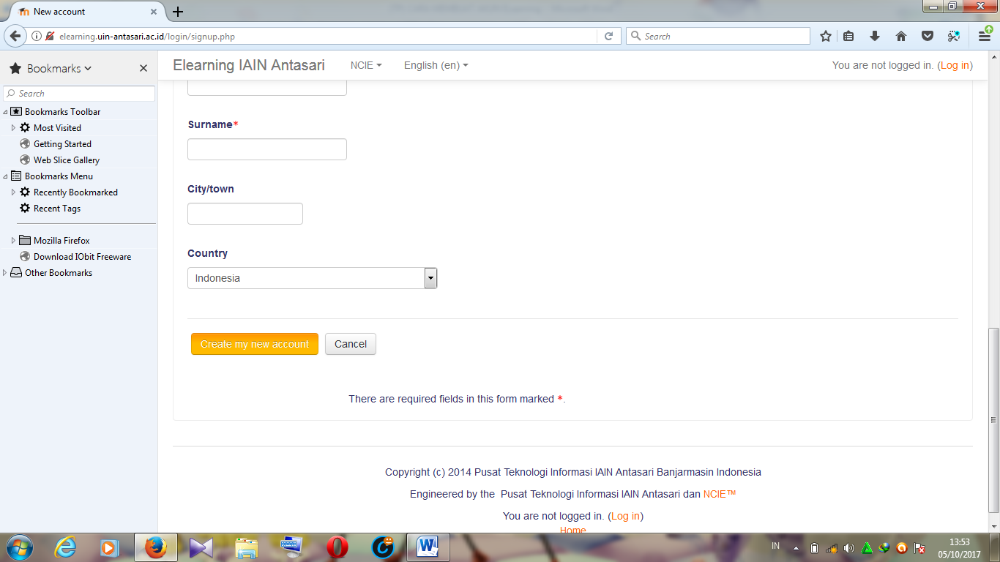 New account
elearning.uin-antasari.ac.id/login/signup.php
Search
Bookmarks
Search
Bookmarks Toolbar
Most Visited
Getting Started
Web Slice Gallery
Bookmarks Menu
Recently Bookmarked
Recent Tags
Mozilla Firefox
Download IObit Freeware
Other Bookmarks
Elearning IAIN Antasari NCIE English (en) You are not logged in. (Log in)
Surname*
City/town
Country
Indonesia
Create my new account Cancel
There are required fields in this form marked *.
Copyright (c) 2014 Pusat Teknologi Informasi IAIN Antasari Banjarmasin Indonesia
Engineered by the Pusat Teknologi Informasi IAIN Antasari dan NCIE™
You are not logged in. (Log in)
Home
IN
13:53
05/10/2017